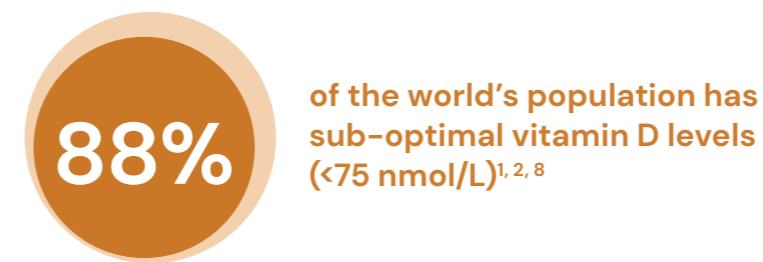 88%
of the world’s population has
sub-optimal vitamin D levels
(<75 nmol/L)1, 2, 8